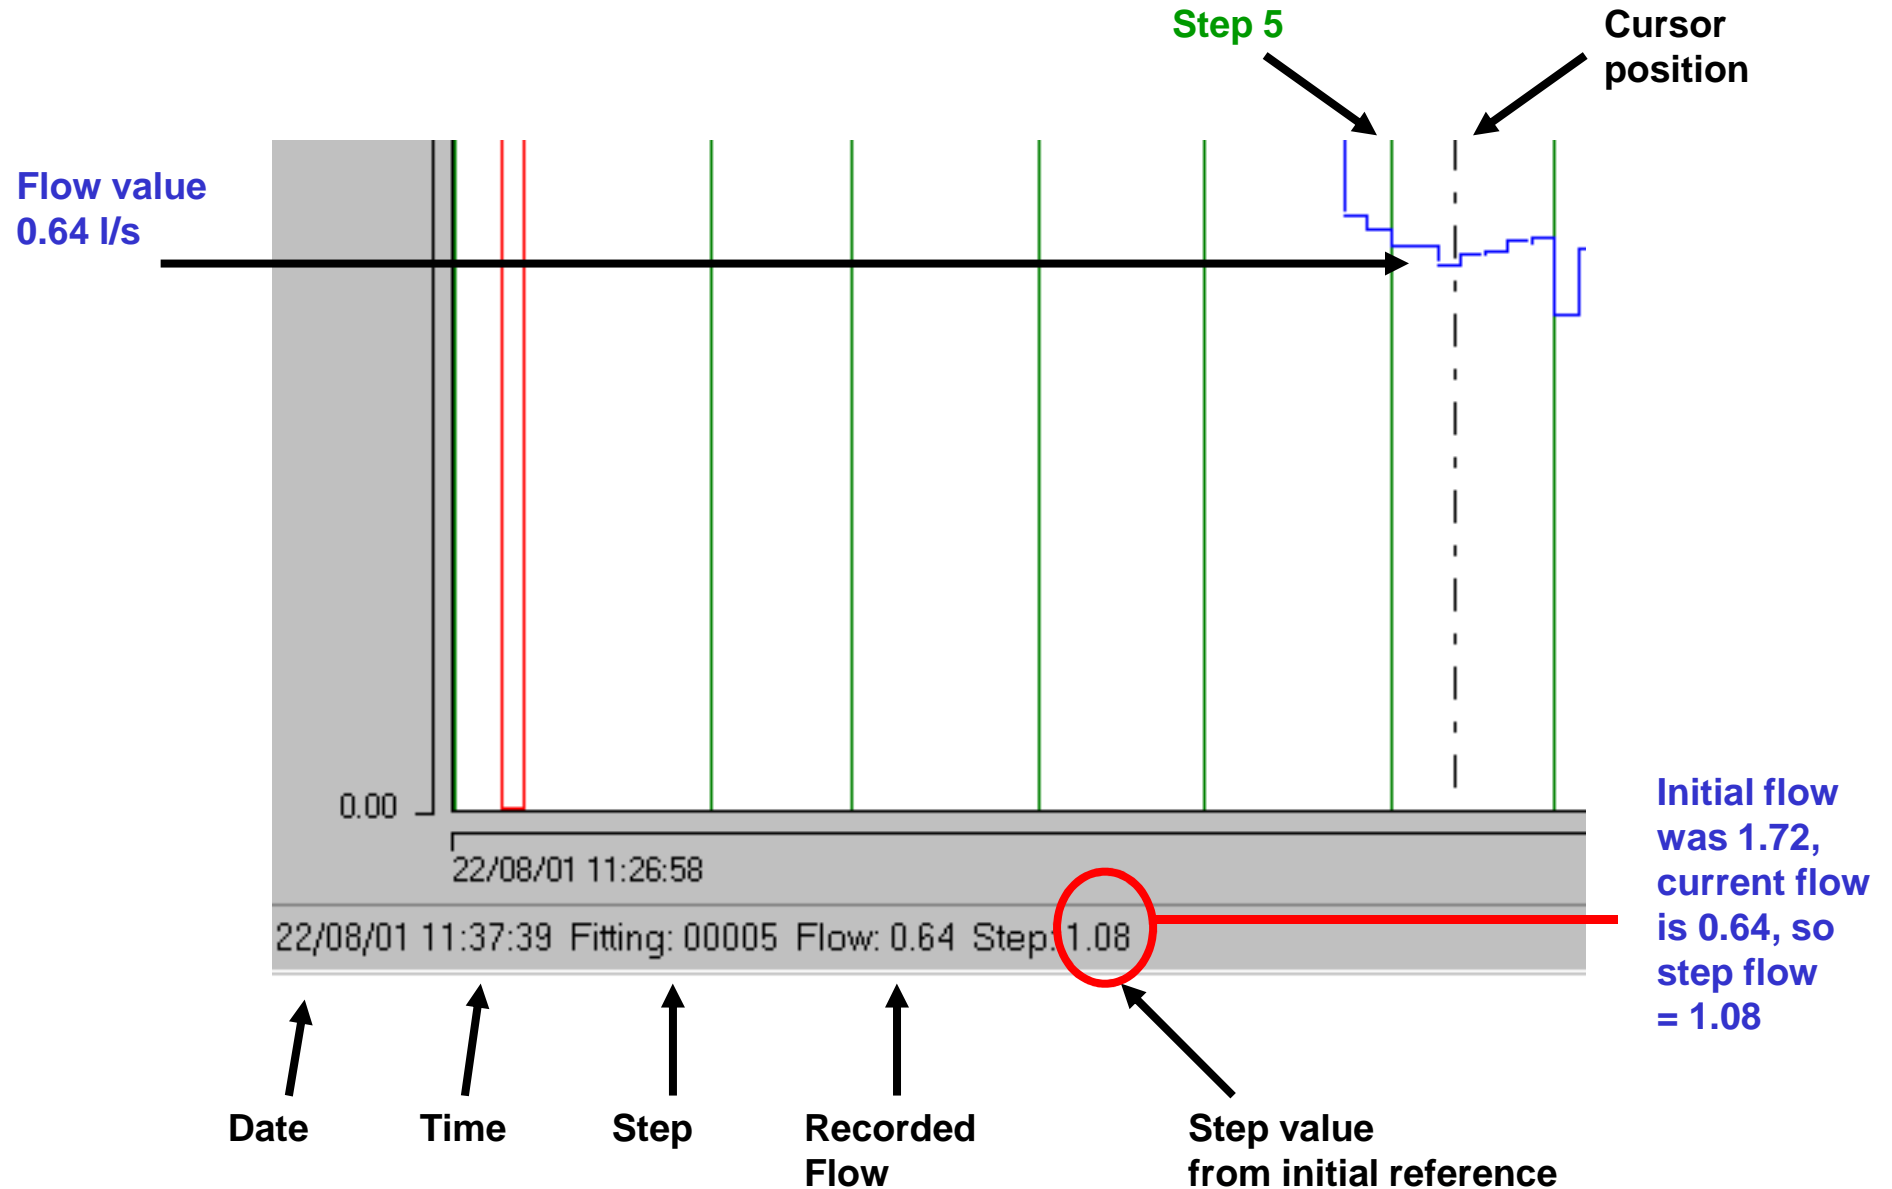 Step 5
Cursor
position
Flow value
0.64 l/s
0.00
22/08/01 11:26:58
22/08/01 11:37:39 Fitting: 00005 Flow: 0.64 Step: 1.08
Initial flow
was 1.72,
current flow
is 0.64, so
step flow
= 1.08
Date
Time
Step
Recorded
Flow
Step value
from initial reference